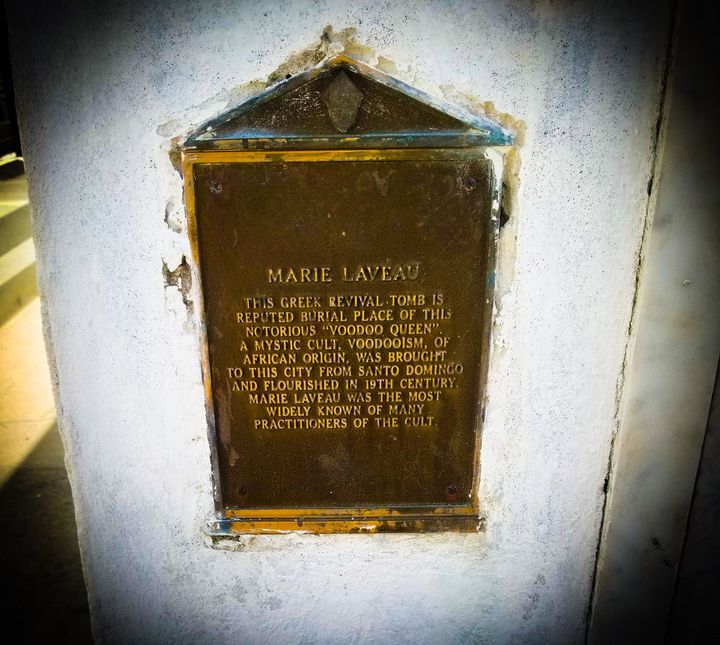 MARIE LAVEAU
THIS GREEK REVIVAL TOMB IS
REPUTED BURIAL PLACE OF THIS
NOTORIOUS "VOODOO QUEEN".
A MYSTIC CULT, VOODOOISM, OF
AFRICAN ORIGIN, WAS BROUGHT
TO THIS CITY FROM SANTO DOMINGO
AND FLOURISHED IN 19TH CENTURY.
MARIE LAVEAU WAS THE MOST
WIDELY KNOWN OF MANY
PRACTITIONERS OF THE CULT.